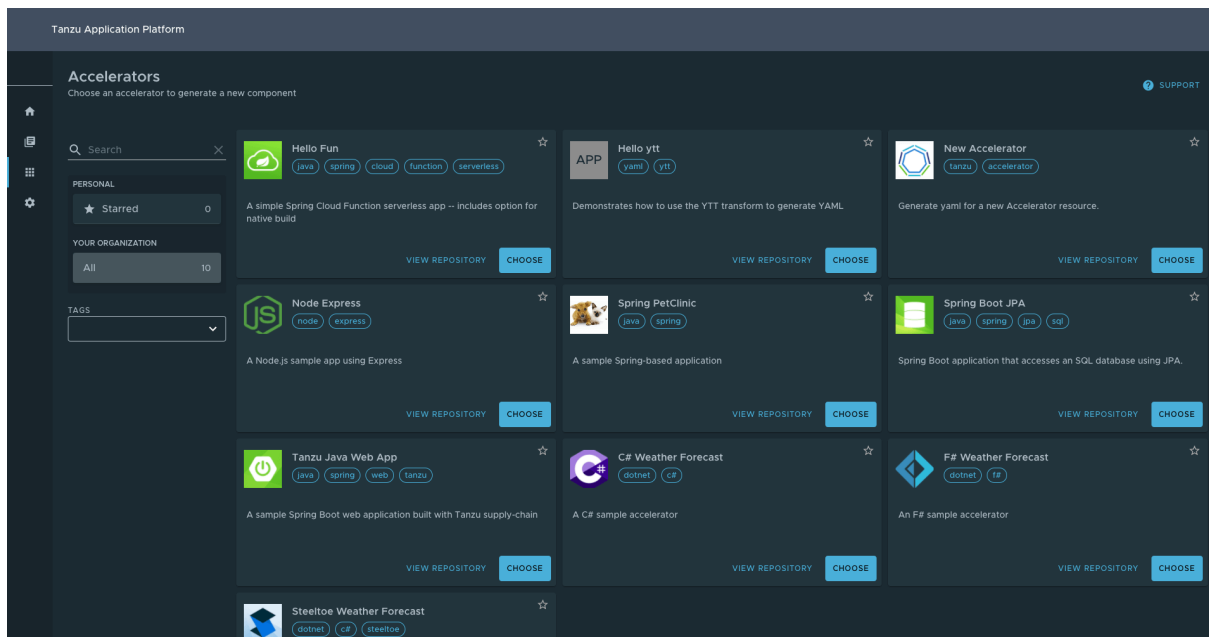 Tanzu Application Platform
Accelerators
Choose an accelerator to generate a new component
SUPPORT
Search
PERSONAL
Starred 0
YOUR ORGANIZATION
All 10
TAGS
Hello Fun
java spring cloud function serverless
A simple Spring Cloud Function serverless app -- includes option for
native build
VIEW REPOSITORY CHOOSE
APP
Hello ytt
yaml ytt
Demonstrates how to use the YTT transform to generate YAML
VIEW REPOSITORY CHOOSE
New Accelerator
tanzu accelerator
Generate yaml for a new Accelerator resource.
VIEW REPOSITORY CHOOSE
JS
Node Express
node express
A Node.js sample app using Express
VIEW REPOSITORY CHOOSE
Spring PetClinic
java spring
A sample Spring-based application
VIEW REPOSITORY CHOOSE
Spring Boot JPA
java spring jpa sql
Spring Boot application that accesses an SQL database using JPA.
VIEW REPOSITORY CHOOSE
Tanzu Java Web App
java spring web tanzu
A sample Spring Boot web application built with Tanzu supply-chain
VIEW REPOSITORY CHOOSE
C#
C# Weather Forecast
dotnet c#
A C# sample accelerator
VIEW REPOSITORY CHOOSE
F# Weather Forecast
dotnet f#
An F# sample accelerator
VIEW REPOSITORY CHOOSE
Steeltoe Weather Forecast
dotnet c# steeltoe